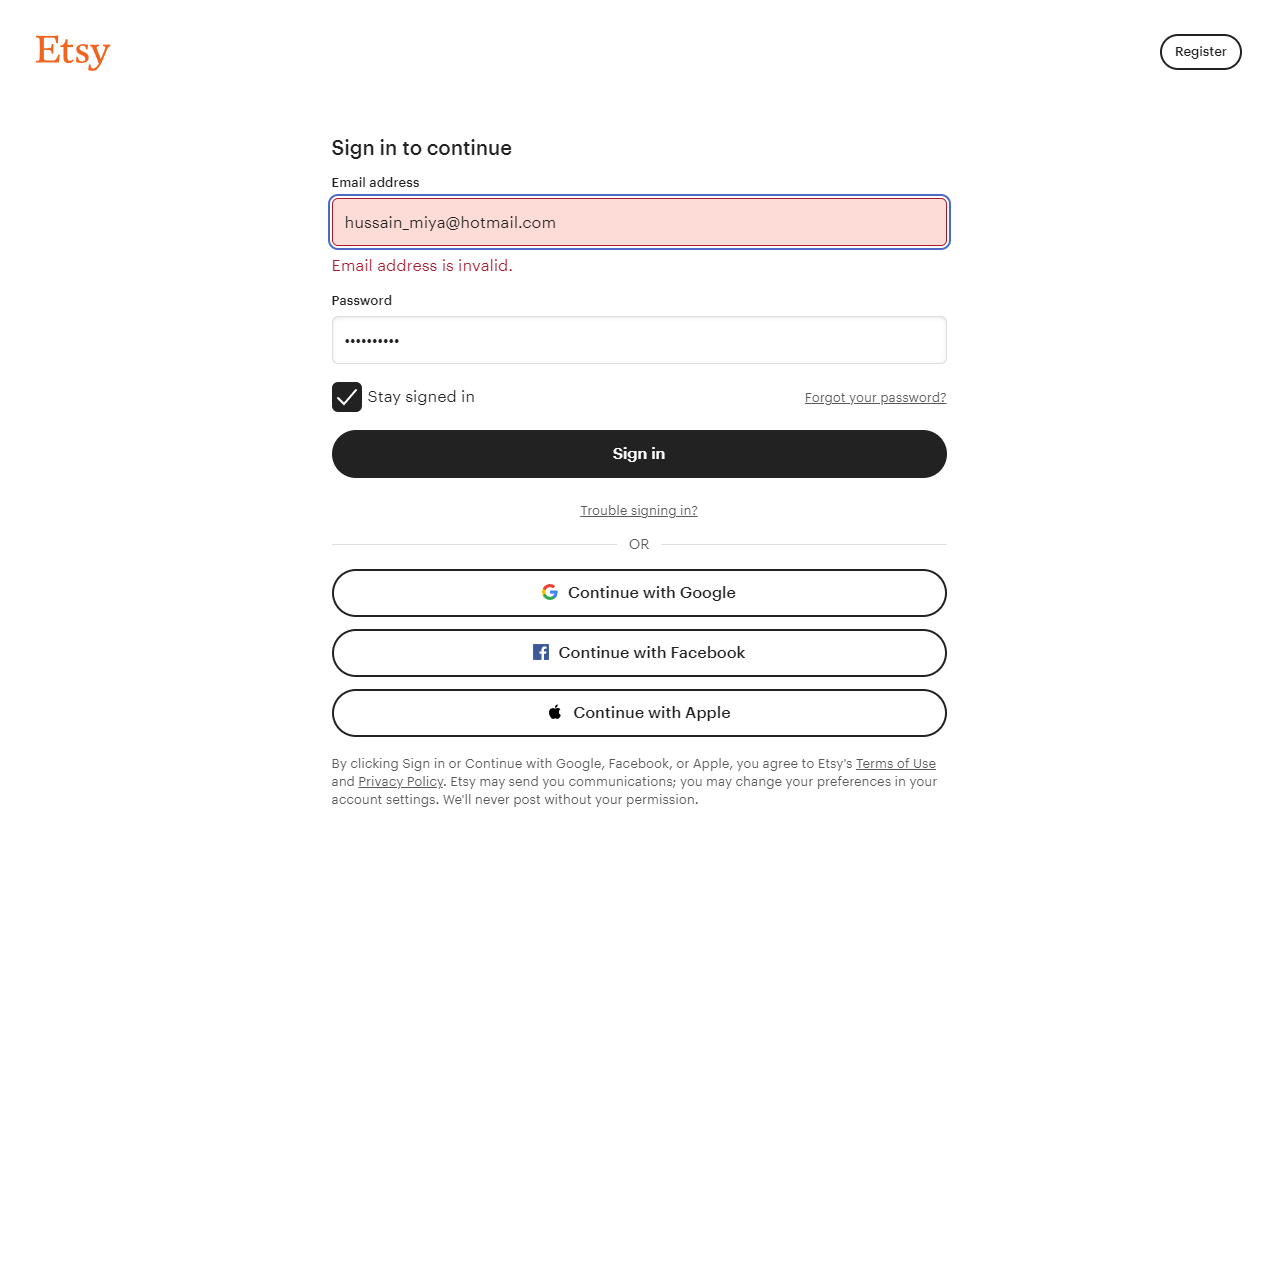 Etsy
Register
Sign in to continue
Email address
hussain_miya@hotmail.com
Email address is invalid.
Password
••••••••••
Stay signed in
Forgot your password?
Sign in
Trouble signing in?
OR
Continue with Google
Continue with Facebook
Continue with Apple
By clicking Sign in or Continue with Google, Facebook, or Apple, you agree to Etsy's Terms of Use
and Privacy Policy. Etsy may send you communications; you may change your preferences in your
account settings. We'll never post without your permission.